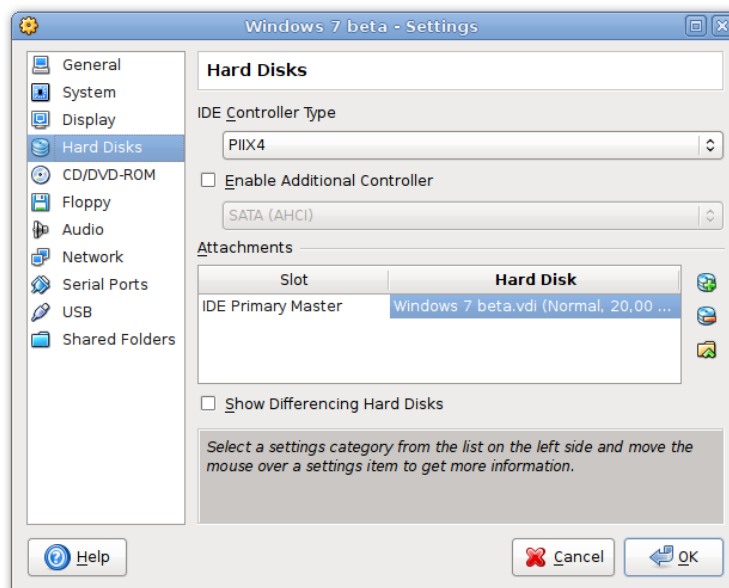 Windows 7 beta - Settings
General
System
Display
Hard Disks
CD/DVD-ROM
Floppy
Audio
Network
Serial Ports
USB
Shared Folders
Hard Disks
IDE Controller Type
PIIX4
Enable Additional Controller
SATA (AHCI)
Attachments
Slot Hard Disk
IDE Primary Master Windows 7 beta.vdi (Normal, 20,00 ...
Show Differencing Hard Disks
Select a settings category from the list on the left side and move the
mouse over a settings item to get more information.
Help Cancel OK